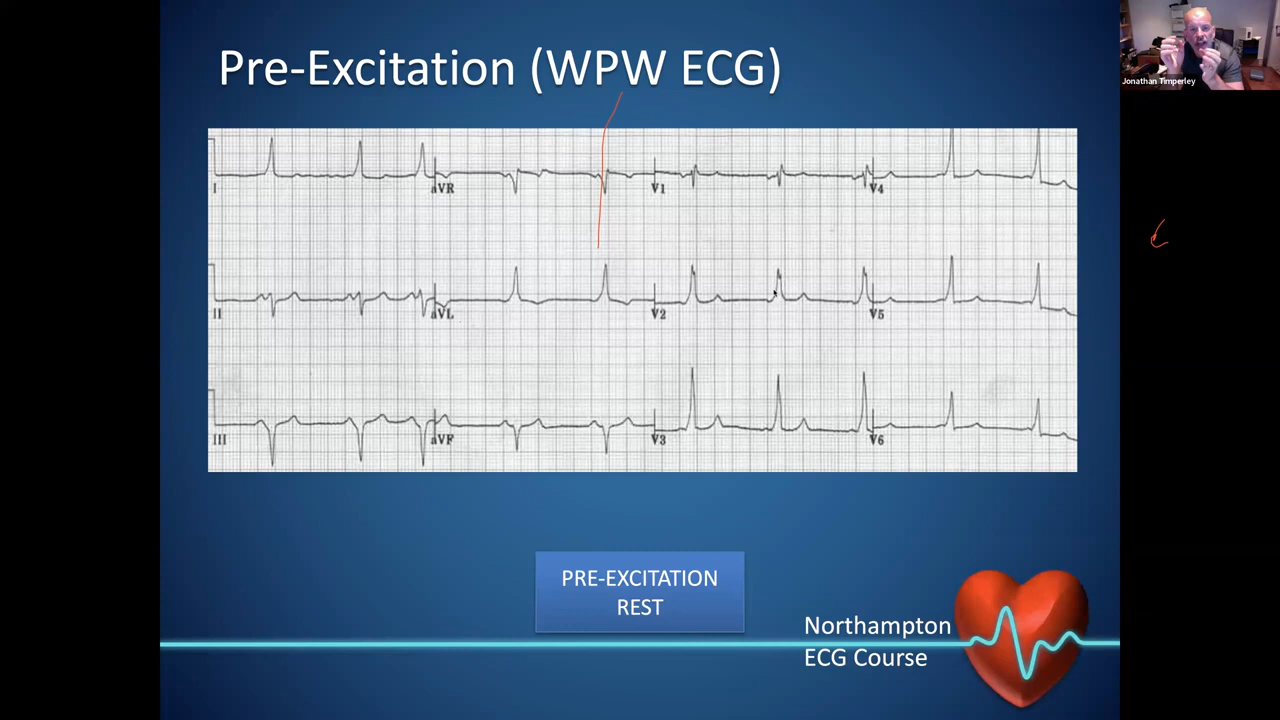 Pre-Excitation (WPW ECG)
Jonathan Timperley
I
aVR
V1
V4
II
aVL
V2
V5
III
aVF
V3
V6
PRE-EXCITATION
REST
Northampton
ECG Course